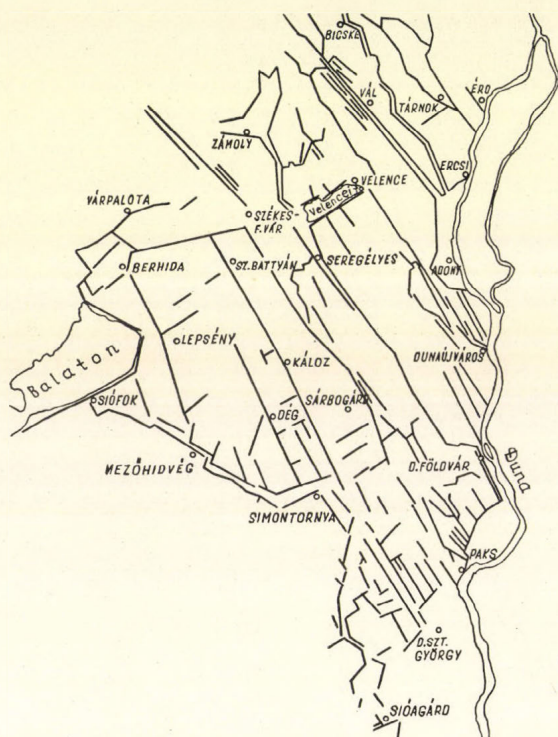 BICSKE
VÁL
TÁRNOK
ÉRD
ZÁMOLY
ERCSI
VELENCE
Velencei t.
VÁRPALOTA
SZÉKES-
F.VÁR
BERHIDA
SZ.BATTYÁN
SEREGÉLYES
ADONY
LEPSÉNY
Balaton
KÁLOZ
DUNAÚJVÁROS
SIÓFOK
DEG
SÁRBOGÁRD
MEZŐHIDVÉG
D.FÖLDVÁR
Duna
SIMONTORNYA
PAKS
D.SZT.
GYÖRGY
SIÓAGÁRD